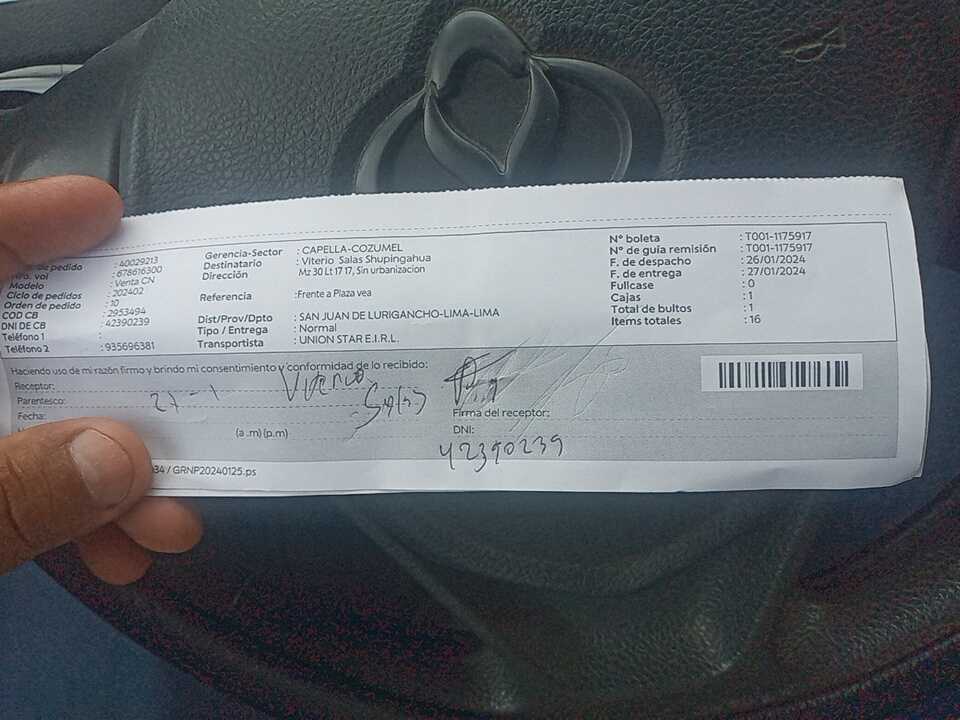 de pedido : 40029213
Nro. vol : 678616300
Modelo : Venta CN
Ciclo de pedidos : 202402
Orden de pedido : 10
COD CB : 2953494
DNI DE CB : 42390239
Teléfono 1 :
Teléfono 2 : 935696381
Gerencia-Sector : CAPELLA-COZUMEL
Destinatario : Viterio Salas Shupingahua
Dirección Mz 30 Lt 17 17, Sin urbanizacion
Referencia :Frente a Plaza vea
Dist/Prov/Dpto : SAN JUAN DE LURIGANCHO-LIMA-LIMA
Tipo / Entrega : Normal
Transportista : UNION STAR E.I.R.L.
N° boleta : T001-1175917
N° de guía remisión : T001-1175917
F. de despacho : 26/01/2024
F. de entrega : 27/01/2024
Fullcase : 0
Cajas : 1
Total de bultos : 1
Items totales : 16
Haciendo uso de mi razón firmo y brindo mi consentimiento y conformidad de lo recibido:
Receptor:
Parentesco:
Fecha: 27-1
(a.m)(p.m)
Firma del receptor:
DNI:
42390239
34 / GRNP20240125.ps